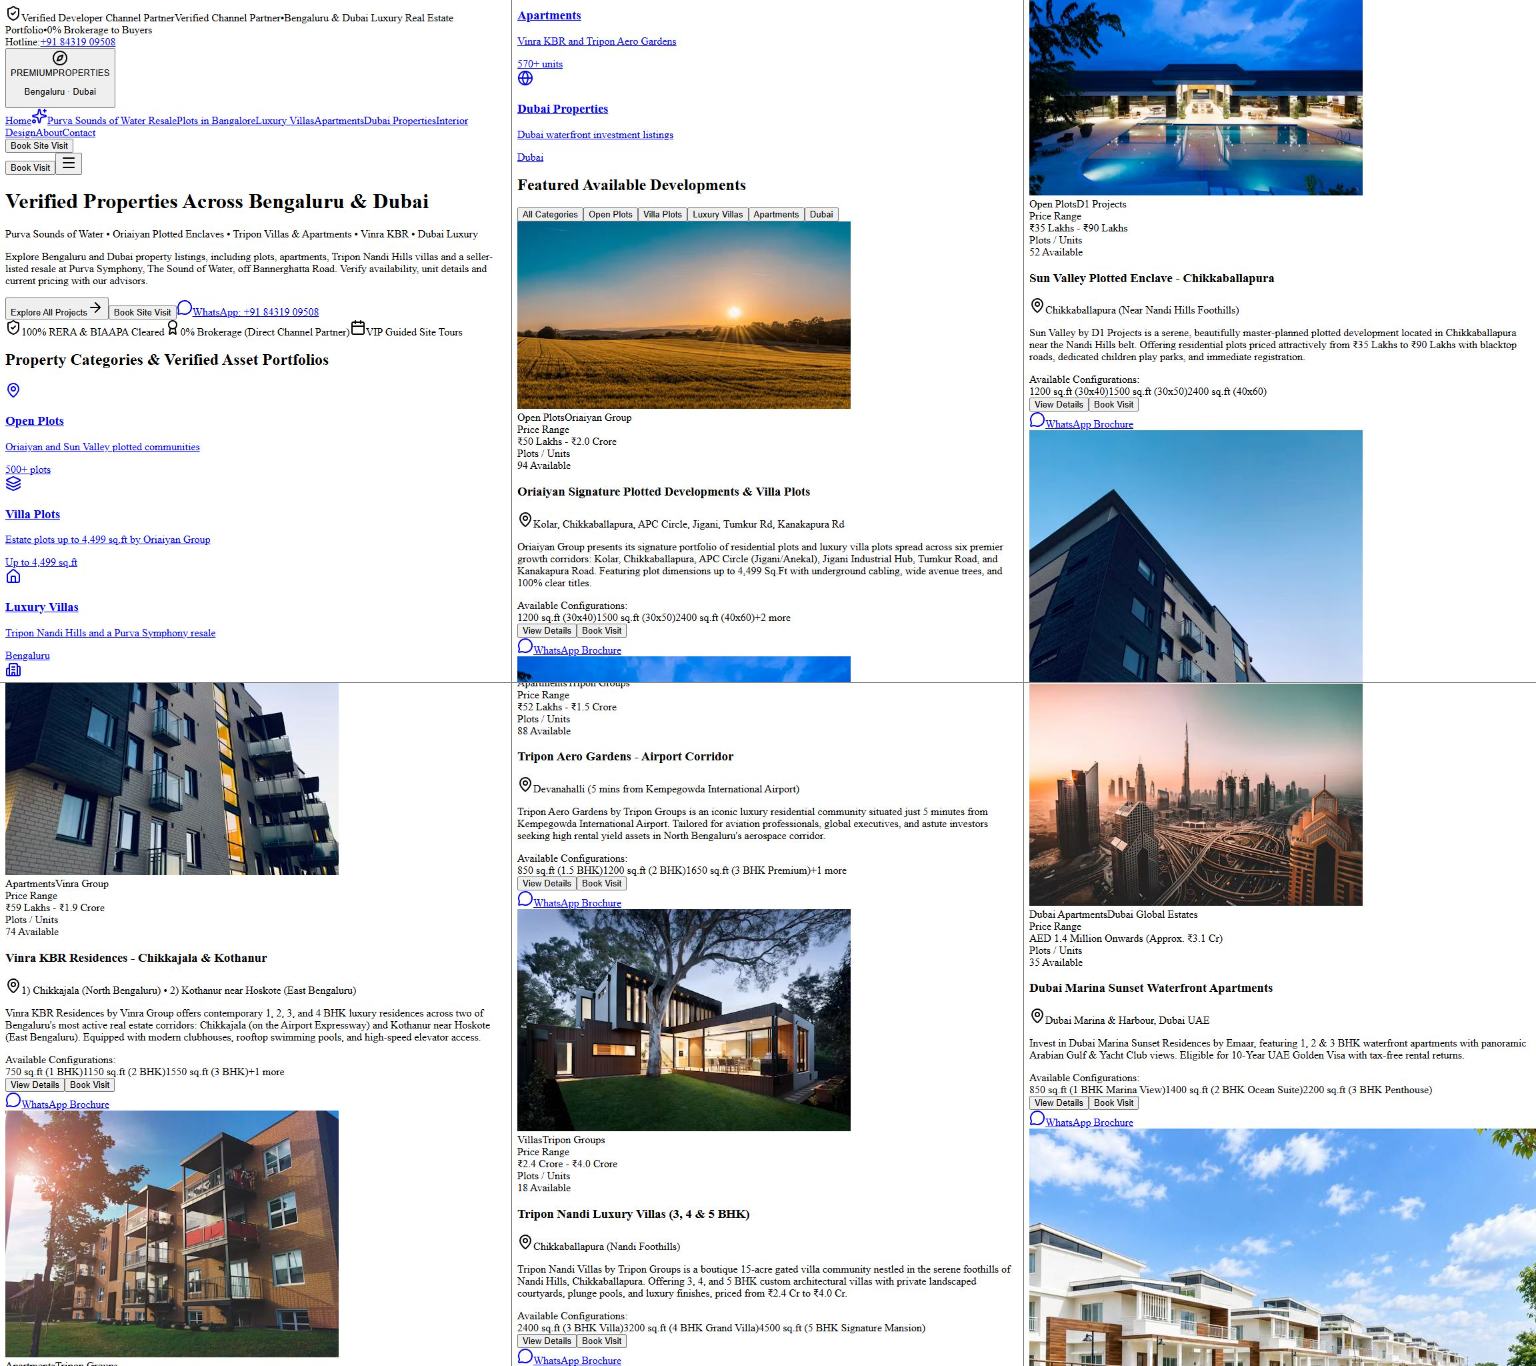 Verified Developer Channel PartnerVerified Channel Partner•Bengaluru & Dubai Luxury Real Estate
Portfolio•0% Brokerage to Buyers
Hotline:+91 84319 09508
PREMIUMPROPERTIES
Bengaluru · Dubai
HomePurva Sounds of Water ResalePlots in BangaloreLuxury VillasApartmentsDubai PropertiesInterior
DesignAboutContact
Book Site Visit
Book Visit
Verified Properties Across Bengaluru & Dubai
Purva Sounds of Water • Oriaiyan Plotted Enclaves • Tripon Villas & Apartments • Vinra KBR • Dubai Luxury
Explore Bengaluru and Dubai property listings, including plots, apartments, Tripon Nandi Hills villas and a seller-
listed resale at Purva Symphony, The Sound of Water, off Bannerghatta Road. Verify availability, unit details and
current pricing with our advisors.
Explore All Projects Book Site Visit WhatsApp: +91 84319 09508
100% RERA & BIAAPA Cleared 0% Brokerage (Direct Channel Partner) VIP Guided Site Tours
Property Categories & Verified Asset Portfolios
Open Plots
Oriaiyan and Sun Valley plotted communities
500+ plots
Villa Plots
Estate plots up to 4,499 sq.ft by Oriaiyan Group
Up to 4,499 sq.ft
Luxury Villas
Tripon Nandi Hills and a Purva Symphony resale
Bengaluru
Apartments
Vinra KBR and Tripon Aero Gardens
570+ units
Dubai Properties
Dubai waterfront investment listings
Dubai
Featured Available Developments
All Categories Open Plots Villa Plots Luxury Villas Apartments Dubai
Open PlotsOriaiyan Group
Price Range
₹50 Lakhs - ₹2.0 Crore
Plots / Units
94 Available
Oriaiyan Signature Plotted Developments & Villa Plots
Kolar, Chikkaballapura, APC Circle, Jigani, Tumkur Rd, Kanakapura Rd
Oriaiyan Group presents its signature portfolio of residential plots and luxury villa plots spread across six premier
growth corridors: Kolar, Chikkaballapura, APC Circle (Jigani/Anekal), Jigani Industrial Hub, Tumkur Road, and
Kanakapura Road. Featuring plot dimensions up to 4,499 Sq.Ft with underground cabling, wide avenue trees, and
100% clear titles.
Available Configurations:
1200 sq.ft (30x40)1500 sq.ft (30x50)2400 sq.ft (40x60)+2 more
View Details Book Visit
WhatsApp Brochure
Open PlotsD1 Projects
Price Range
₹35 Lakhs - ₹90 Lakhs
Plots / Units
52 Available
Sun Valley Plotted Enclave - Chikkaballapura
Chikkaballapura (Near Nandi Hills Foothills)
Sun Valley by D1 Projects is a serene, beautifully master-planned plotted development located in Chikkaballapura
near the Nandi Hills belt. Offering residential plots priced attractively from ₹35 Lakhs to ₹90 Lakhs with blacktop
roads, dedicated children play parks, and immediate registration.
Available Configurations:
1200 sq.ft (30x40)1500 sq.ft (30x50)2400 sq.ft (40x60)
View Details Book Visit
WhatsApp Brochure
ApartmentsVinra Group
Price Range
₹59 Lakhs - ₹1.9 Crore
Plots / Units
74 Available
Vinra KBR Residences - Chikkajala & Kothanur
1) Chikkajala (North Bengaluru) • 2) Kothanur near Hoskote (East Bengaluru)
Vinra KBR Residences by Vinra Group offers contemporary 1, 2, 3, and 4 BHK luxury residences across two of
Bengaluru's most active real estate corridors: Chikkajala (on the Airport Expressway) and Kothanur near Hoskote
(East Bengaluru). Equipped with modern clubhouses, rooftop swimming pools, and high-speed elevator access.
Available Configurations:
750 sq.ft (1 BHK)1150 sq.ft (2 BHK)1550 sq.ft (3 BHK)+1 more
View Details Book Visit
WhatsApp Brochure
ApartmentsTripon Groups
Price Range
₹52 Lakhs - ₹1.5 Crore
Plots / Units
88 Available
Tripon Aero Gardens - Airport Corridor
Devanahalli (5 mins from Kempegowda International Airport)
Tripon Aero Gardens by Tripon Groups is an iconic luxury residential community situated just 5 minutes from
Kempegowda International Airport. Tailored for aviation professionals, global executives, and astute investors
seeking high rental yield assets in North Bengaluru's aerospace corridor.
Available Configurations:
850 sq.ft (1.5 BHK)1200 sq.ft (2 BHK)1650 sq.ft (3 BHK Premium)+1 more
View Details Book Visit
WhatsApp Brochure
VillasTripon Groups
Price Range
₹2.4 Crore - ₹4.0 Crore
Plots / Units
18 Available
Tripon Nandi Luxury Villas (3, 4 & 5 BHK)
Chikkaballapura (Nandi Foothills)
Tripon Nandi Villas by Tripon Groups is a boutique 15-acre gated villa community nestled in the serene foothills of
Nandi Hills, Chikkaballapura. Offering 3, 4, and 5 BHK custom architectural villas with private landscaped
courtyards, plunge pools, and luxury finishes, priced from ₹2.4 Cr to ₹4.0 Cr.
Available Configurations:
2400 sq.ft (3 BHK Villa)3200 sq.ft (4 BHK Grand Villa)4500 sq.ft (5 BHK Signature Mansion)
View Details Book Visit
WhatsApp Brochure
Dubai ApartmentsDubai Global Estates
Price Range
AED 1.4 Million Onwards (Approx. ₹3.1 Cr)
Plots / Units
35 Available
Dubai Marina Sunset Waterfront Apartments
Dubai Marina & Harbour, Dubai UAE
Invest in Dubai Marina Sunset Residences by Emaar, featuring 1, 2 & 3 BHK waterfront apartments with panoramic
Arabian Gulf & Yacht Club views. Eligible for 10-Year UAE Golden Visa with tax-free rental returns.
Available Configurations:
850 sq.ft (1 BHK Marina View)1400 sq.ft (2 BHK Ocean Suite)2200 sq.ft (3 BHK Penthouse)
View Details Book Visit
WhatsApp Brochure